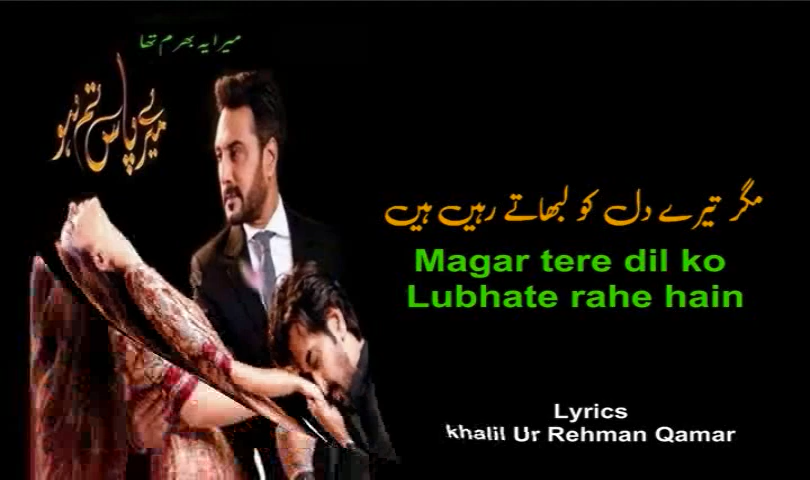 میرا یہ بھرم تھا
میرے پاس تم ہو
مگر تیرے دل کو لبھاتے رہیں ہیں
Magar tere dil ko
Lubhate rahe hain
Lyrics
khalil Ur Rehman Qamar